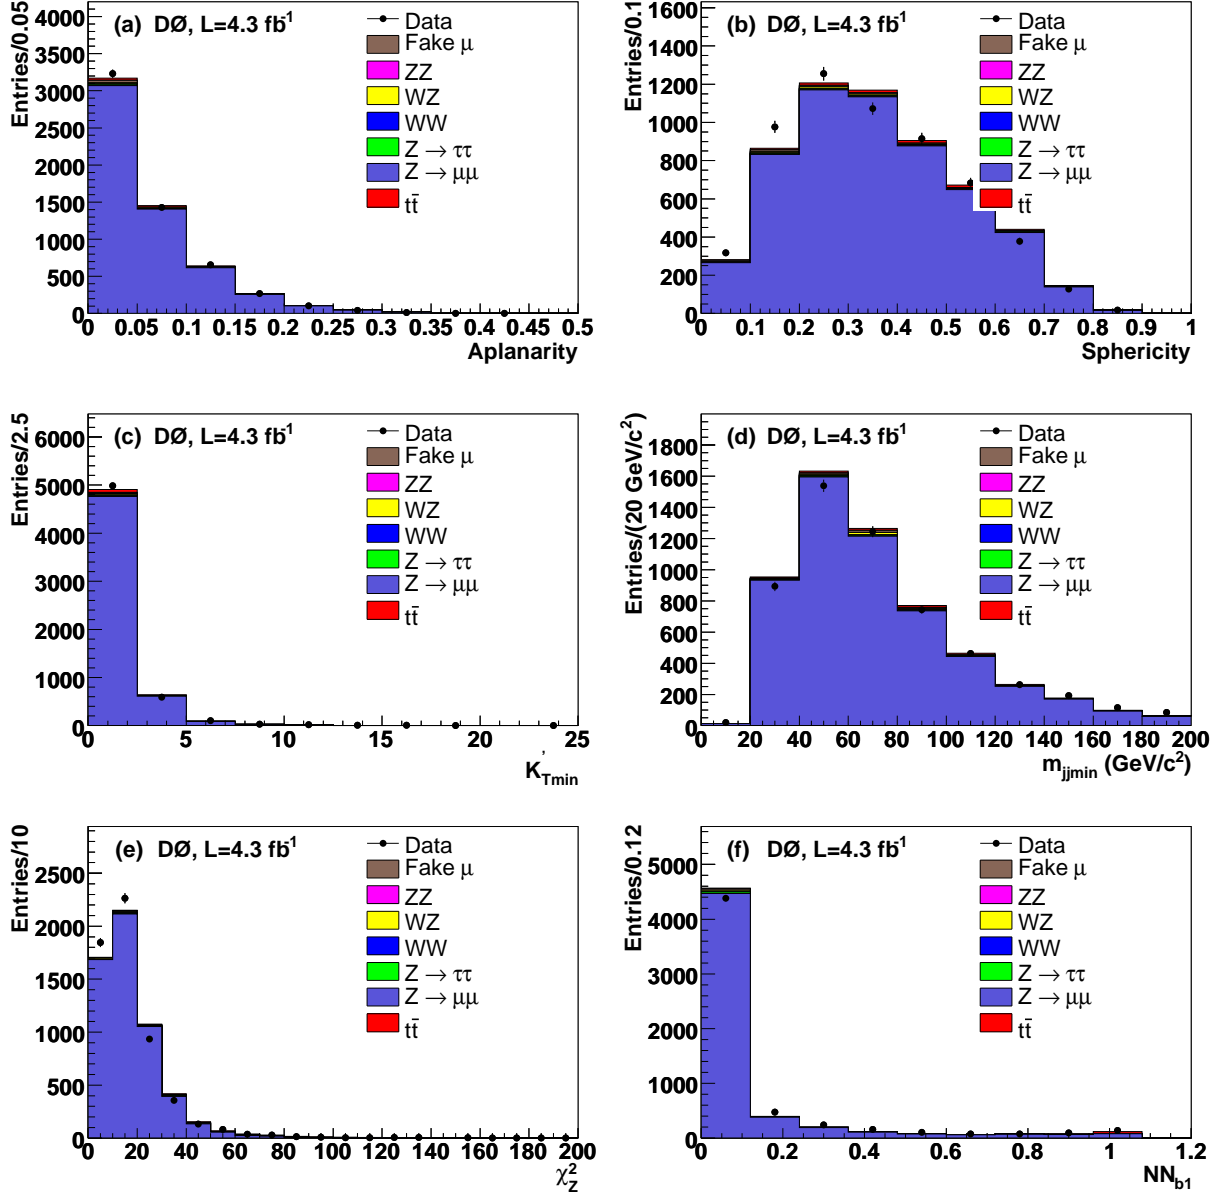 (a) DØ, L=4.3 fb-1
Entries/0.05
4000
3500
3000
2500
2000
1500
1000
500
0
0 0.05 0.1 0.15 0.2 0.25 0.3 0.35 0.4 0.45 0.5
Aplanarity
Data
Fake μ
ZZ
WZ
WW
Z → ττ
Z → μμ
tt̄
(b) DØ, L=4.3 fb-1
Entries/0.1
1600
1400
1200
1000
800
600
400
200
0
0 0.1 0.2 0.3 0.4 0.5 0.6 0.7 0.8 0.9 1
Sphericity
Data
Fake μ
ZZ
WZ
WW
Z → ττ
Z → μμ
tt̄
(c) DØ, L=4.3 fb-1
Entries/2.5
6000
5000
4000
3000
2000
1000
0
0 5 10 15 20 25
K'Tmin
Data
Fake μ
ZZ
WZ
WW
Z → ττ
Z → μμ
tt̄
(d) DØ, L=4.3 fb-1
Entries/(20 GeV/c²)
1800
1600
1400
1200
1000
800
600
400
200
0
0 20 40 60 80 100 120 140 160 180 200
mjjmin (GeV/c²)
Data
Fake μ
ZZ
WZ
WW
Z → ττ
Z → μμ
tt̄
(e) DØ, L=4.3 fb-1
Entries/10
2500
2000
1500
1000
500
0
0 20 40 60 80 100 120 140 160 180 200
χ²Z
Data
Fake μ
ZZ
WZ
WW
Z → ττ
Z → μμ
tt̄
(f) DØ, L=4.3 fb-1
Entries/0.12
5000
4000
3000
2000
1000
0
0 0.2 0.4 0.6 0.8 1 1.2
NNb1
Data
Fake μ
ZZ
WZ
WW
Z → ττ
Z → μμ
tt̄